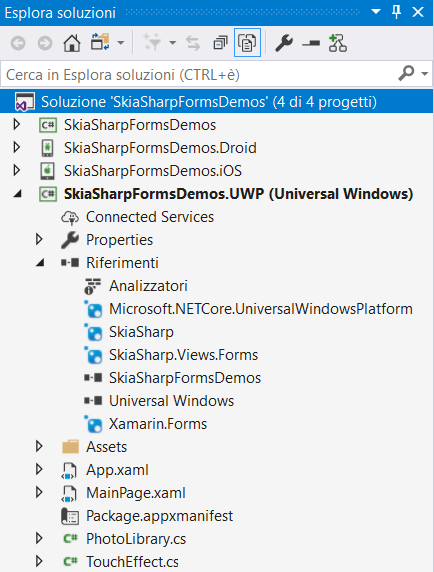 Esplora soluzioni
Cerca in Esplora soluzioni (CTRL+è)
Soluzione 'SkiaSharpFormsDemos' (4 di 4 progetti)
C# SkiaSharpFormsDemos
SkiaSharpFormsDemos.Droid
SkiaSharpFormsDemos.iOS
C# SkiaSharpFormsDemos.UWP (Universal Windows)
Connected Services
Properties
Riferimenti
Analizzatori
Microsoft.NETCore.UniversalWindowsPlatform
SkiaSharp
SkiaSharp.Views.Forms
SkiaSharpFormsDemos
Universal Windows
Xamarin.Forms
Assets
App.xaml
MainPage.xaml
Package.appxmanifest
C# PhotoLibrary.cs
C# TouchEffect.cs